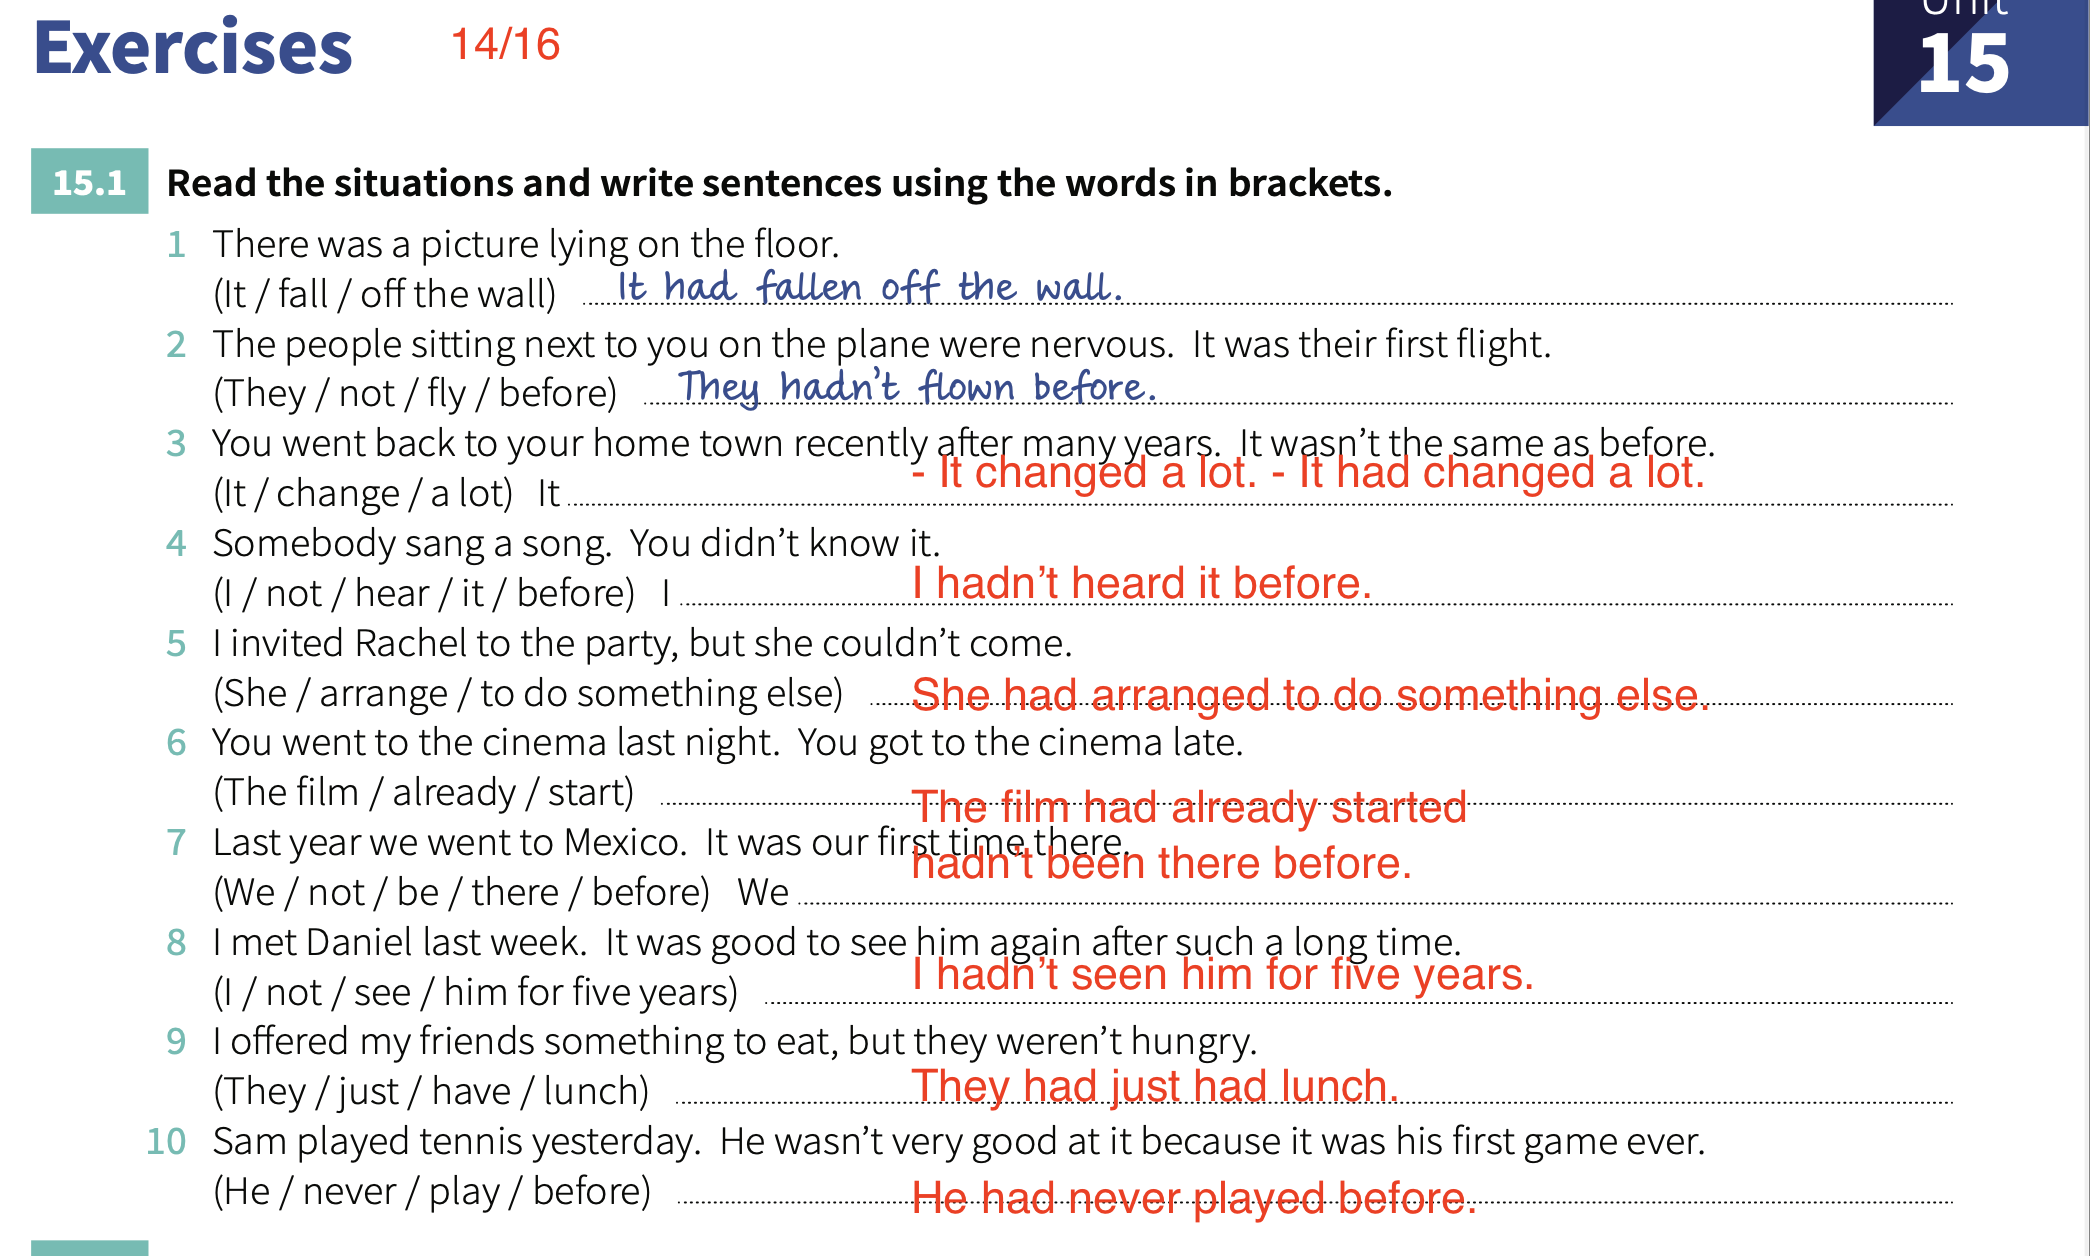 Exercises 14/16
Unit
15
15.1 Read the situations and write sentences using the words in brackets.
1 There was a picture lying on the floor.
(It / fall / off the wall) It had fallen off the wall.
2 The people sitting next to you on the plane were nervous. It was their first flight.
(They / not / fly / before) They hadn't flown before.
3 You went back to your home town recently after many years. It wasn't the same as before.
- It changed a lot. - It had changed a lot.
(It / change / a lot) It
4 Somebody sang a song. You didn't know it.
(I / not / hear / it / before) I I hadn't heard it before.
5 I invited Rachel to the party, but she couldn't come.
(She / arrange / to do something else) She had arranged to do something else.
6 You went to the cinema last night. You got to the cinema late.
(The film / already / start) The film had already started
7 Last year we went to Mexico. It was our first time there.
hadn't been there before.
(We / not / be / there / before) We
8 I met Daniel last week. It was good to see him again after such a long time.
I hadn't seen him for five years.
(I / not / see / him for five years)
9 I offered my friends something to eat, but they weren't hungry.
(They / just / have / lunch) They had just had lunch.
10 Sam played tennis yesterday. He wasn't very good at it because it was his first game ever.
(He / never / play / before) He had never played before.